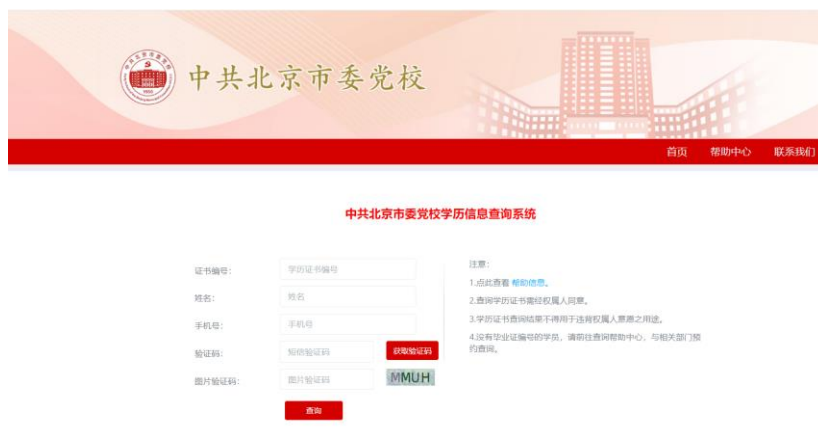 中共北京市委党校
首页 帮助中心 联系我们
中共北京市委党校学历信息查询系统
证书编号： 学历证书编号
姓名： 姓名
手机号： 手机号
验证码： 短信验证码 获取验证码
图片验证码： 图片验证码 MMUH
查询
注意：
1.点此查看 帮助信息。
2.查询学历证书需经权属人同意。
3.学历证书查询结果不得用于违背权属人意愿之用途。
4.没有毕业证编号的学员，请前往查询帮助中心，与相关部门预
约查询。